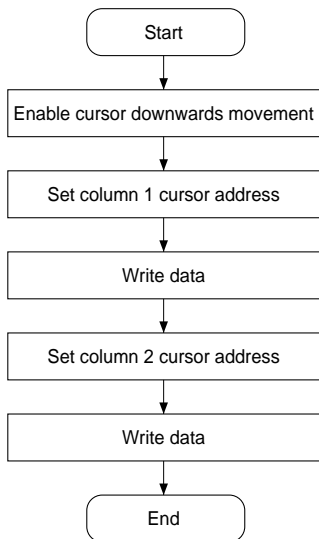 Start
Enable cursor downwards movement
Set column 1 cursor address
Write data
Set column 2 cursor address
Write data
End